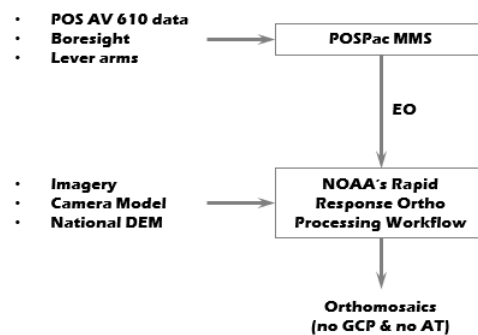 • POS AV 610 data
• Boresight
• Lever arms
POSPac MMS
EO
• Imagery
• Camera Model
• National DEM
NOAA's Rapid
Response Ortho
Processing Workflow
Orthomosaics
(no GCP & no AT)